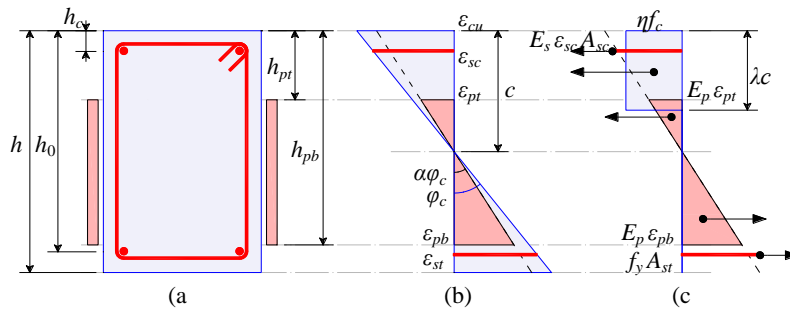 h_c
h
h_0
h_pt
h_pb
(a
ε_cu
ε_sc
ε_pt
c
αφ_c
φ_c
ε_pb
ε_st
(b)
ηf_c
E_s ε_sc A_sc
λc
E_p ε_pt
E_p ε_pb
f_y A_st
(c